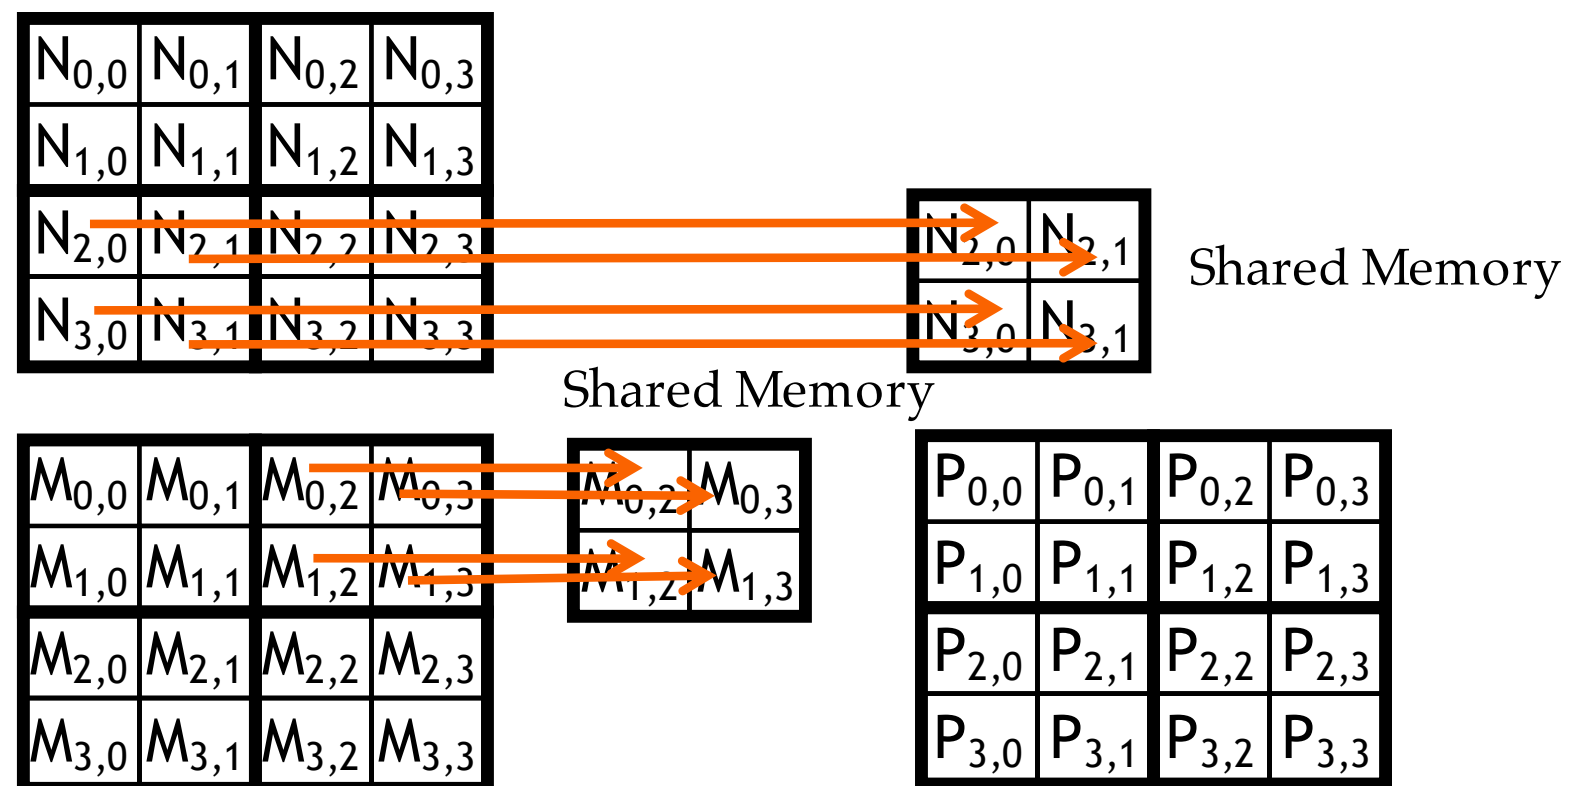 N0,0 N0,1 N0,2 N0,3
N1,0 N1,1 N1,2 N1,3
N2,0 N2,1 N2,2 N2,3 N2,0 N2,1
Shared Memory
N3,0 N3,1 N3,2 N3,3 N3,0 N3,1
Shared Memory
M0,0 M0,1 M0,2 M0,3 M0,2 M0,3 P0,0 P0,1 P0,2 P0,3
M1,0 M1,1 M1,2 M1,3 M1,2 M1,3 P1,0 P1,1 P1,2 P1,3
M2,0 M2,1 M2,2 M2,3 P2,0 P2,1 P2,2 P2,3
M3,0 M3,1 M3,2 M3,3 P3,0 P3,1 P3,2 P3,3